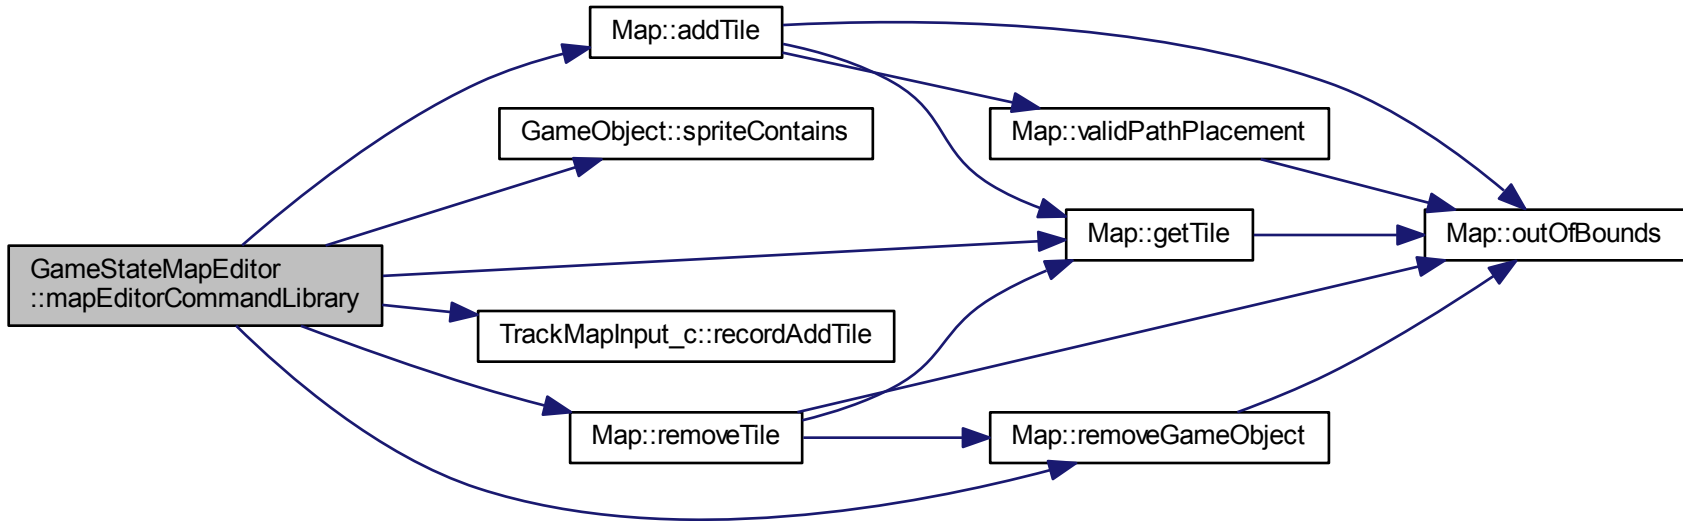 Map::addTile
GameObject::spriteContains
Map::validPathPlacement
Map::getTile
Map::outOfBounds
GameStateMapEditor
::mapEditorCommandLibrary
TrackMapInput_c::recordAddTile
Map::removeTile
Map::removeGameObject